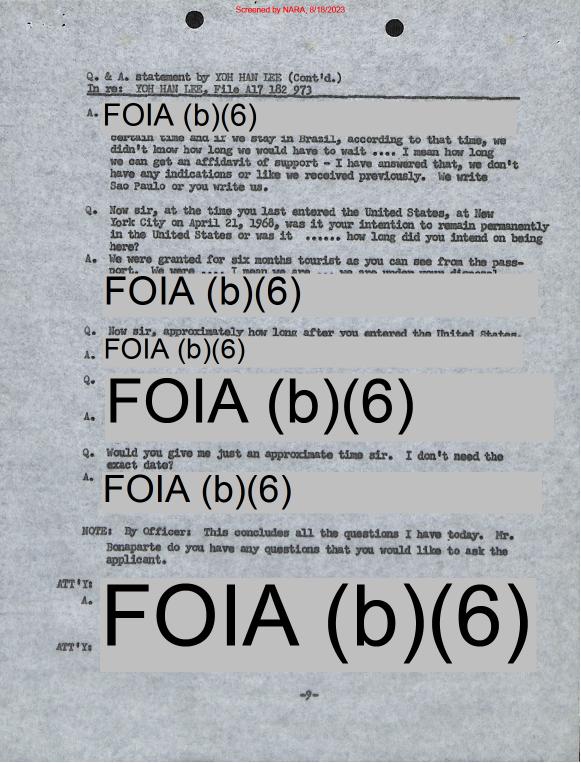 Screened by NARA, 8/18/2023
Q. & A. statement by YOH HAN LEE (Cont'd.)
In re: YOH HAN LEE, File A17 182 973
A. FOIA (b)(6)
certain time and if we stay in Brazil, according to that time, we
didn't know how long we would have to wait .... I mean how long
we can get an affidavit of support - I have answered that, we don't
have any indications or like we received previously. We write
Sao Paulo or you write us.
Q. Now sir, at the time you last entered the United States, at New
York City on April 21, 1968, was it your intention to remain permanently
in the United States or was it ...... how long did you intend on being
here?
A. We were granted for six months tourist as you can see from the pass-
port. We were .... I mean we are ... we are under your disposal
FOIA (b)(6)
Q. Now sir, approximately how long after you entered the United States,
A. FOIA (b)(6)
Q.
FOIA (b)(6)
A.
Q. Would you give me just an approximate time sir. I don't need the
exact date?
A. FOIA (b)(6)
NOTE: By Officer: This concludes all the questions I have today. Mr.
Bonaparte do you have any questions that you would like to ask the
applicant.
ATT'Y:
A.
FOIA (b)(6)
ATT'Y:
-9-